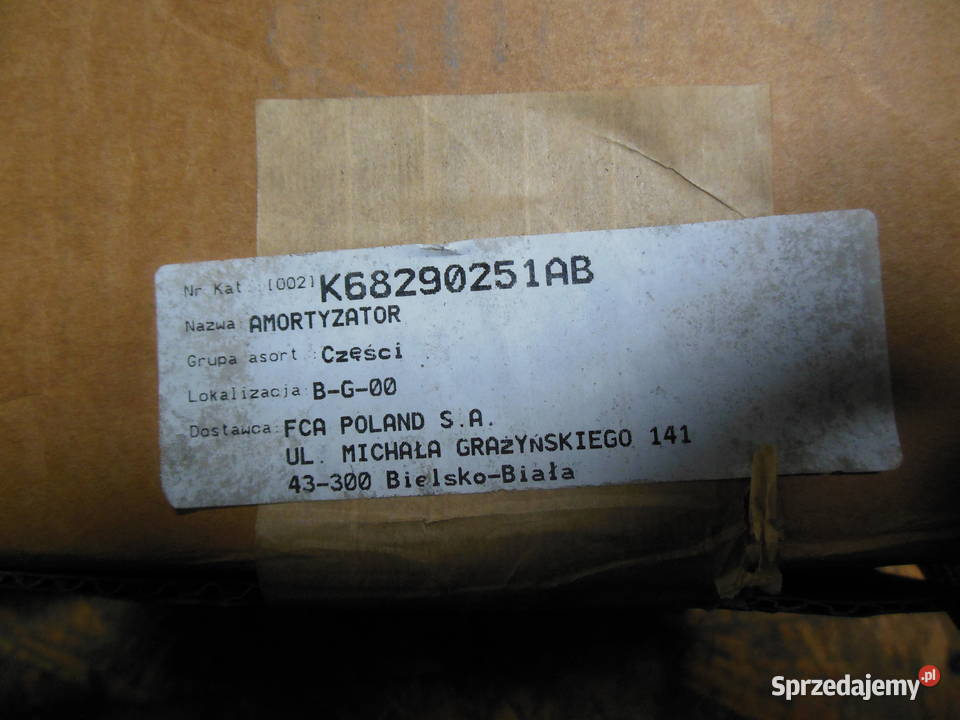 Nr Kat [002] K68290251AB
Nazwa: AMORTYZATOR
Grupa asort.: Części
Lokalizacja: B-G-00
Dostawca: FCA POLAND S.A.
UL. MICHAŁA GRAŻYŃSKIEGO 141
43-300 Bielsko-Biała
Sprzedajemy.pl